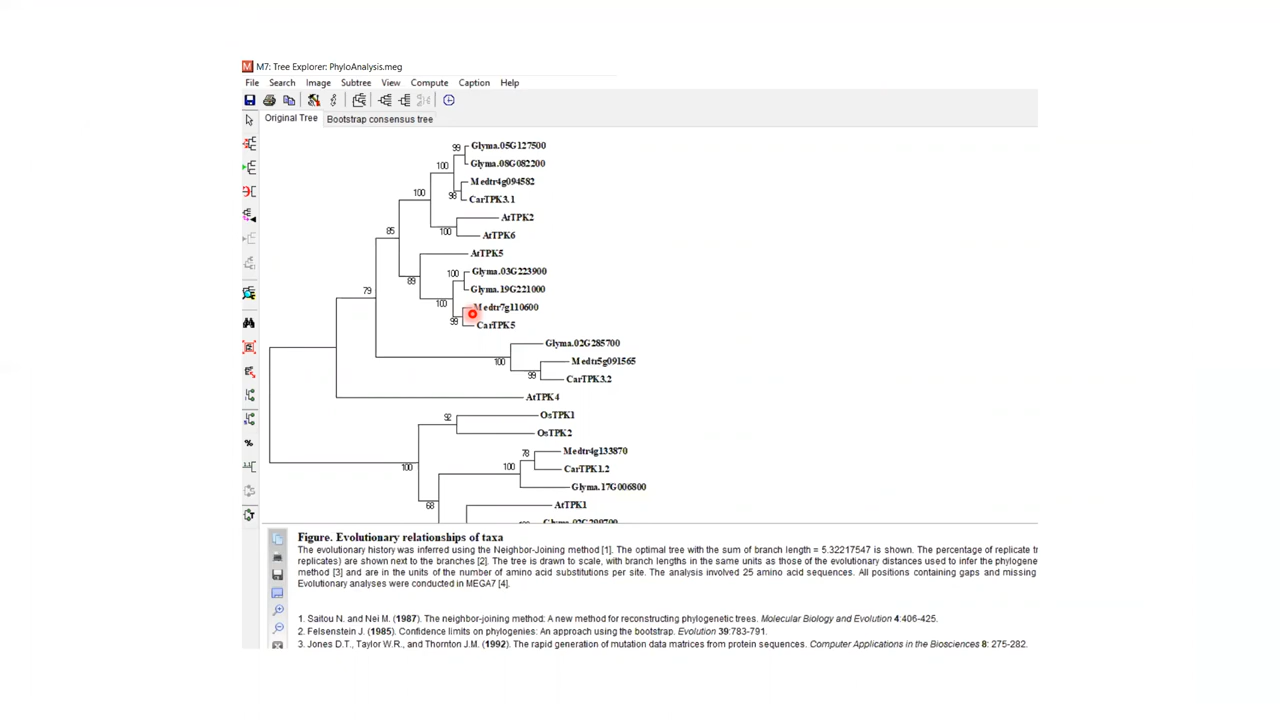 M7: Tree Explorer: PhyloAnalysis.meg
File Search Image Subtree View Compute Caption Help
Original Tree Bootstrap consensus tree
99 Glyma.05G127500
100 Glyma.08G082200
Medtr4g094582
100 98 CarTPK3.1
AtTPK2
85 100 AtTPK6
AtTPK5
100 Glyma.03G223900
89 Glyma.19G221000
79 100 Medtr7g110600
99 CarTPK5
Glyma.02G285700
100 Medtr5g091565
99 CarTPK3.2
AtTPK4
92 OsTPK1
OsTPK2
78 Medtr4g133870
100 100 CarTPK1.2
Glyma.17G006800
68 AtTPK1
Figure. Evolutionary relationships of taxa
The evolutionary history was inferred using the Neighbor-Joining method [1]. The optimal tree with the sum of branch length = 5.32217547 is shown. The percentage of replicate tr
replicates) are shown next to the branches [2]. The tree is drawn to scale, with branch lengths in the same units as those of the evolutionary distances used to infer the phylogene
method [3] and are in the units of the number of amino acid substitutions per site. The analysis involved 25 amino acid sequences. All positions containing gaps and missing
Evolutionary analyses were conducted in MEGA7 [4].
1. Saitou N. and Nei M. (1987). The neighbor-joining method: A new method for reconstructing phylogenetic trees. Molecular Biology and Evolution 4:406-425.
2. Felsenstein J. (1985). Confidence limits on phylogenies: An approach using the bootstrap. Evolution 39:783-791.
3. Jones D.T., Taylor W.R., and Thornton J.M. (1992). The rapid generation of mutation data matrices from protein sequences. Computer Applications in the Biosciences 8: 275-282.